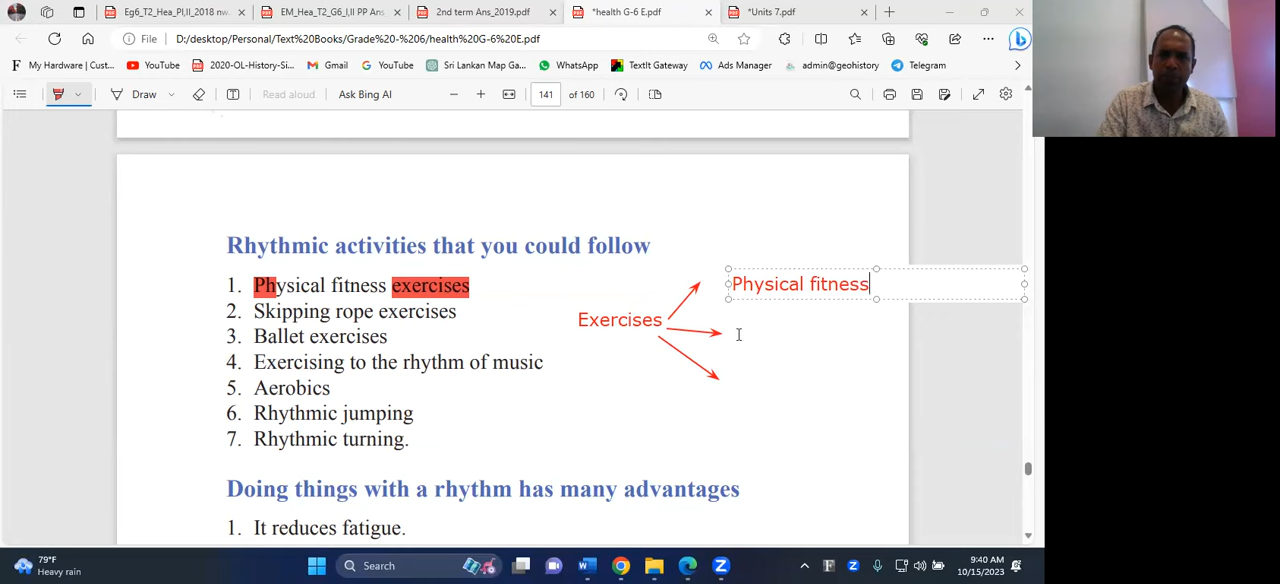 Eg6_T2_Hea_PI,II_2018 nw.
EM_Hea_T2_G6_I,II PP Ans
2nd term Ans_2019.pdf
*health G-6 E.pdf
*Units 7.pdf
File
D:/desktop/Personal/Text%20Books/Grade%20-%206/health%20G-6%20E.pdf
My Hardware | Cust...
YouTube
2020-OL-History-Si...
Gmail
YouTube
Sri Lankan Map Ga...
WhatsApp
TextIt Gateway
Ads Manager
admin@geohistory
Telegram
Draw
Read aloud
Ask Bing AI
141 of 160
Rhythmic activities that you could follow
1. Physical fitness exercises
2. Skipping rope exercises
3. Ballet exercises
4. Exercising to the rhythm of music
5. Aerobics
6. Rhythmic jumping
7. Rhythmic turning.
Physical fitness
Exercises
Doing things with a rhythm has many advantages
1. It reduces fatigue.
79°F
Heavy rain
Search
9:40 AM
10/15/2023